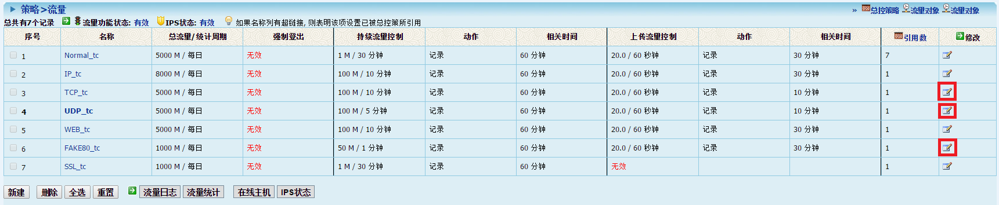 策略>流量
» 总控策略 流量对象 流量对象
总共有7个记录 流量功能状态: 有效 IPS状态: 有效 如果名称列有超链接, 则表明该项设置已被总控策所引用
序号 名称 总流量/统计周期 强制登出 持续流量控制 动作 相关时间 上传流量控制 动作 相关时间 引用数 修改
1 Normal_tc 5000 M / 每日 无效 1 M / 30 分钟 记录 60 分钟 20.0 / 60 秒钟 记录 30 分钟 7
2 IP_tc 8000 M / 每日 无效 100 M / 10 分钟 记录 60 分钟 20.0 / 60 秒钟 记录 30 分钟 1
3 TCP_tc 5000 M / 每日 无效 100 M / 10 分钟 记录 60 分钟 20.0 / 60 秒钟 记录 10 分钟 1
4 UDP_tc 5000 M / 每日 无效 100 M / 5 分钟 记录 60 分钟 20.0 / 60 秒钟 记录 10 分钟 1
5 WEB_tc 5000 M / 每日 无效 100 M / 10 分钟 记录 60 分钟 20.0 / 60 秒钟 记录 30 分钟 1
6 FAKE80_tc 1000 M / 每日 无效 50 M / 1 分钟 记录 60 分钟 20.0 / 60 秒钟 记录 30 分钟 1
7 SSL_tc 1000 M / 每日 无效 1 M / 30 分钟 记录 60 分钟 无效 1
新建 删除 全选 重置 流量日志 流量统计 在线主机 IPS状态